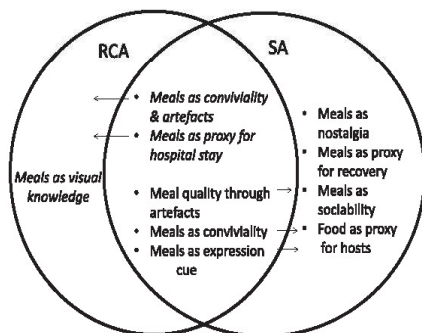 RCA
SA
Meals as visual
knowledge
• Meals as conviviality
& artefacts
• Meals as proxy for
hospital stay
• Meal quality through
artefacts
• Meals as conviviality
• Meals as expression
cue
• Meals as
nostalgia
• Meals as proxy
for recovery
• Meals as
sociability
• Food as proxy
for hosts